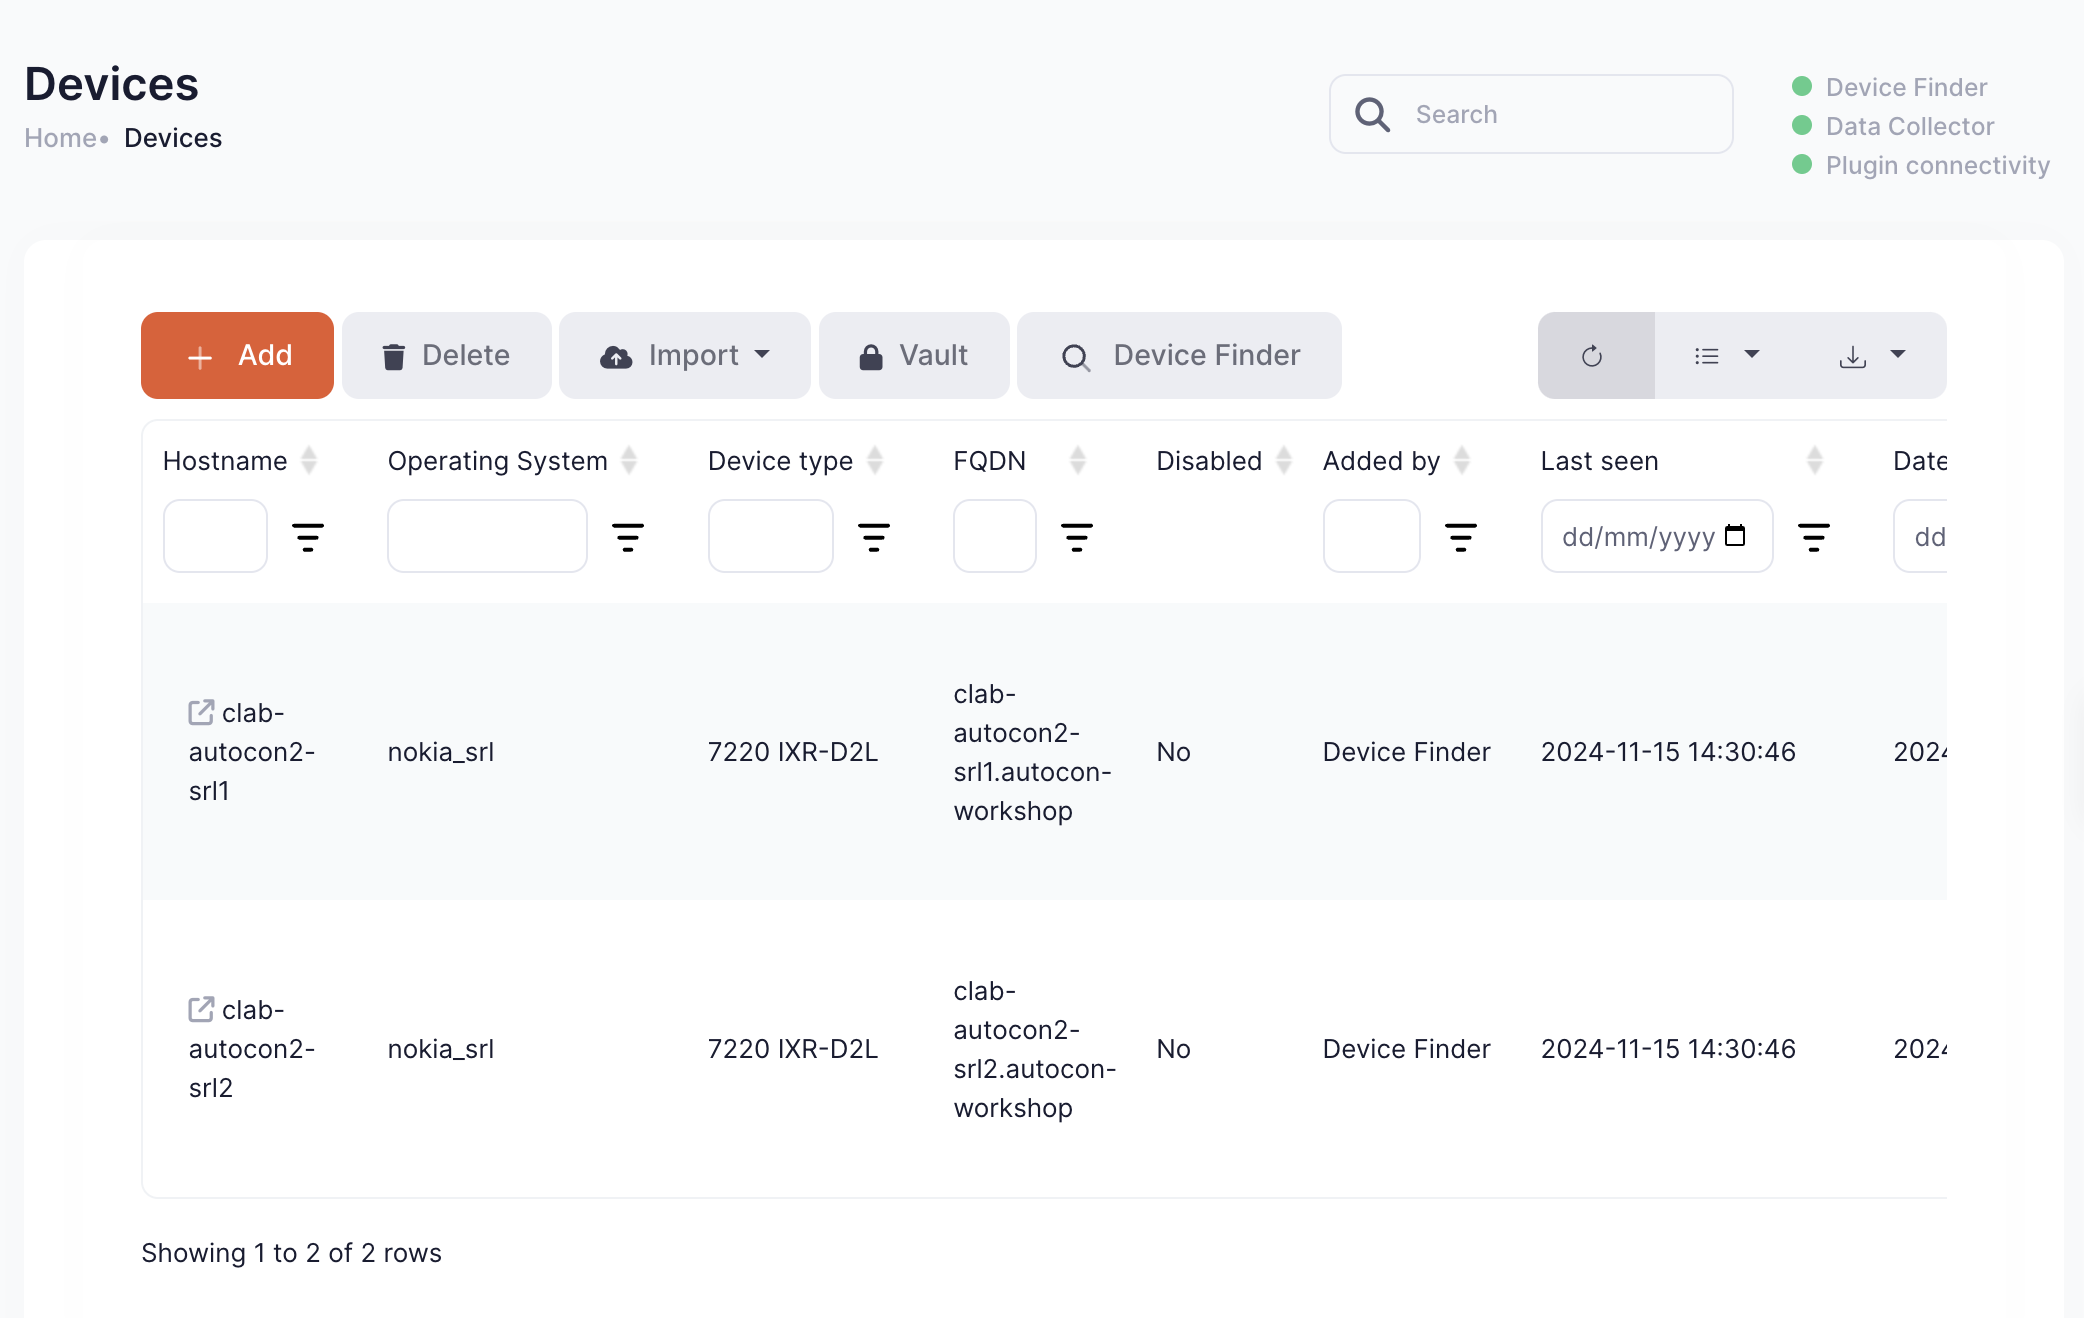 Devices
Home• Devices
Search
Device Finder
Data Collector
Plugin connectivity
Add
Delete
Import
Vault
Device Finder
Hostname Operating System Device type FQDN Disabled Added by Last seen Date
dd/mm/yyyy dd
clab-
autocon2-
srl1
nokia_srl
7220 IXR-D2L
clab-
autocon2-
srl1.autocon-
workshop
No
Device Finder
2024-11-15 14:30:46
clab-
autocon2-
srl2
nokia_srl
7220 IXR-D2L
clab-
autocon2-
srl2.autocon-
workshop
No
Device Finder
2024-11-15 14:30:46
Showing 1 to 2 of 2 rows